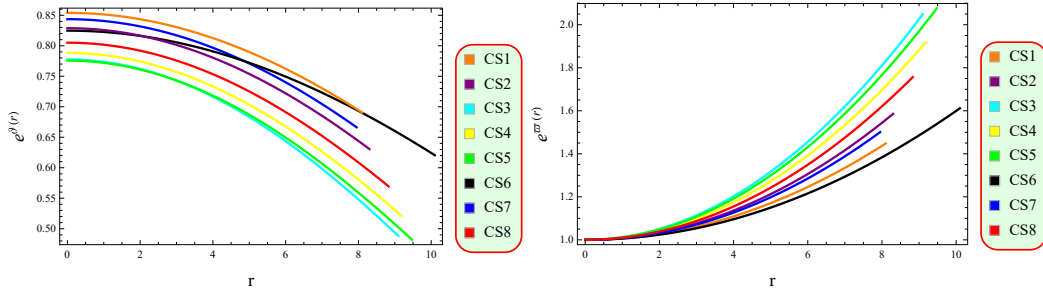 0.85
0.80
0.75
0.70
0.65
0.60
0.55
0.50
e^ϑ(r)
0 2 4 6 8 10
r
CS1
CS2
CS3
CS4
CS5
CS6
CS7
CS8
2.0
1.8
1.6
1.4
1.2
1.0
e^ϖ(r)
0 2 4 6 8 10
r
CS1
CS2
CS3
CS4
CS5
CS6
CS7
CS8